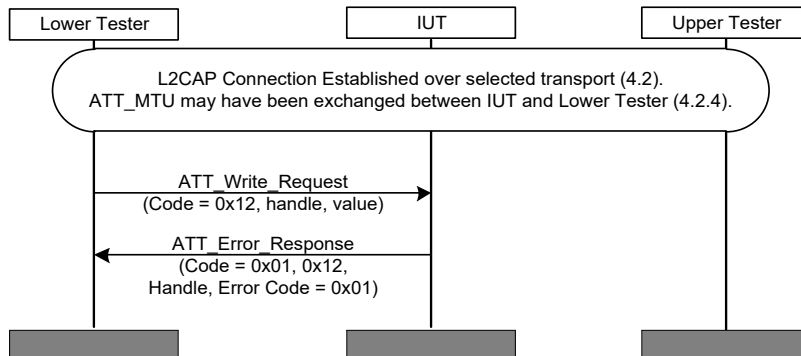 Lower Tester
IUT
Upper Tester
L2CAP Connection Established over selected transport (4.2).
ATT_MTU may have been exchanged between IUT and Lower Tester (4.2.4).
ATT_Write_Request
(Code = 0x12, handle, value)
ATT_Error_Response
(Code = 0x01, 0x12,
Handle, Error Code = 0x01)